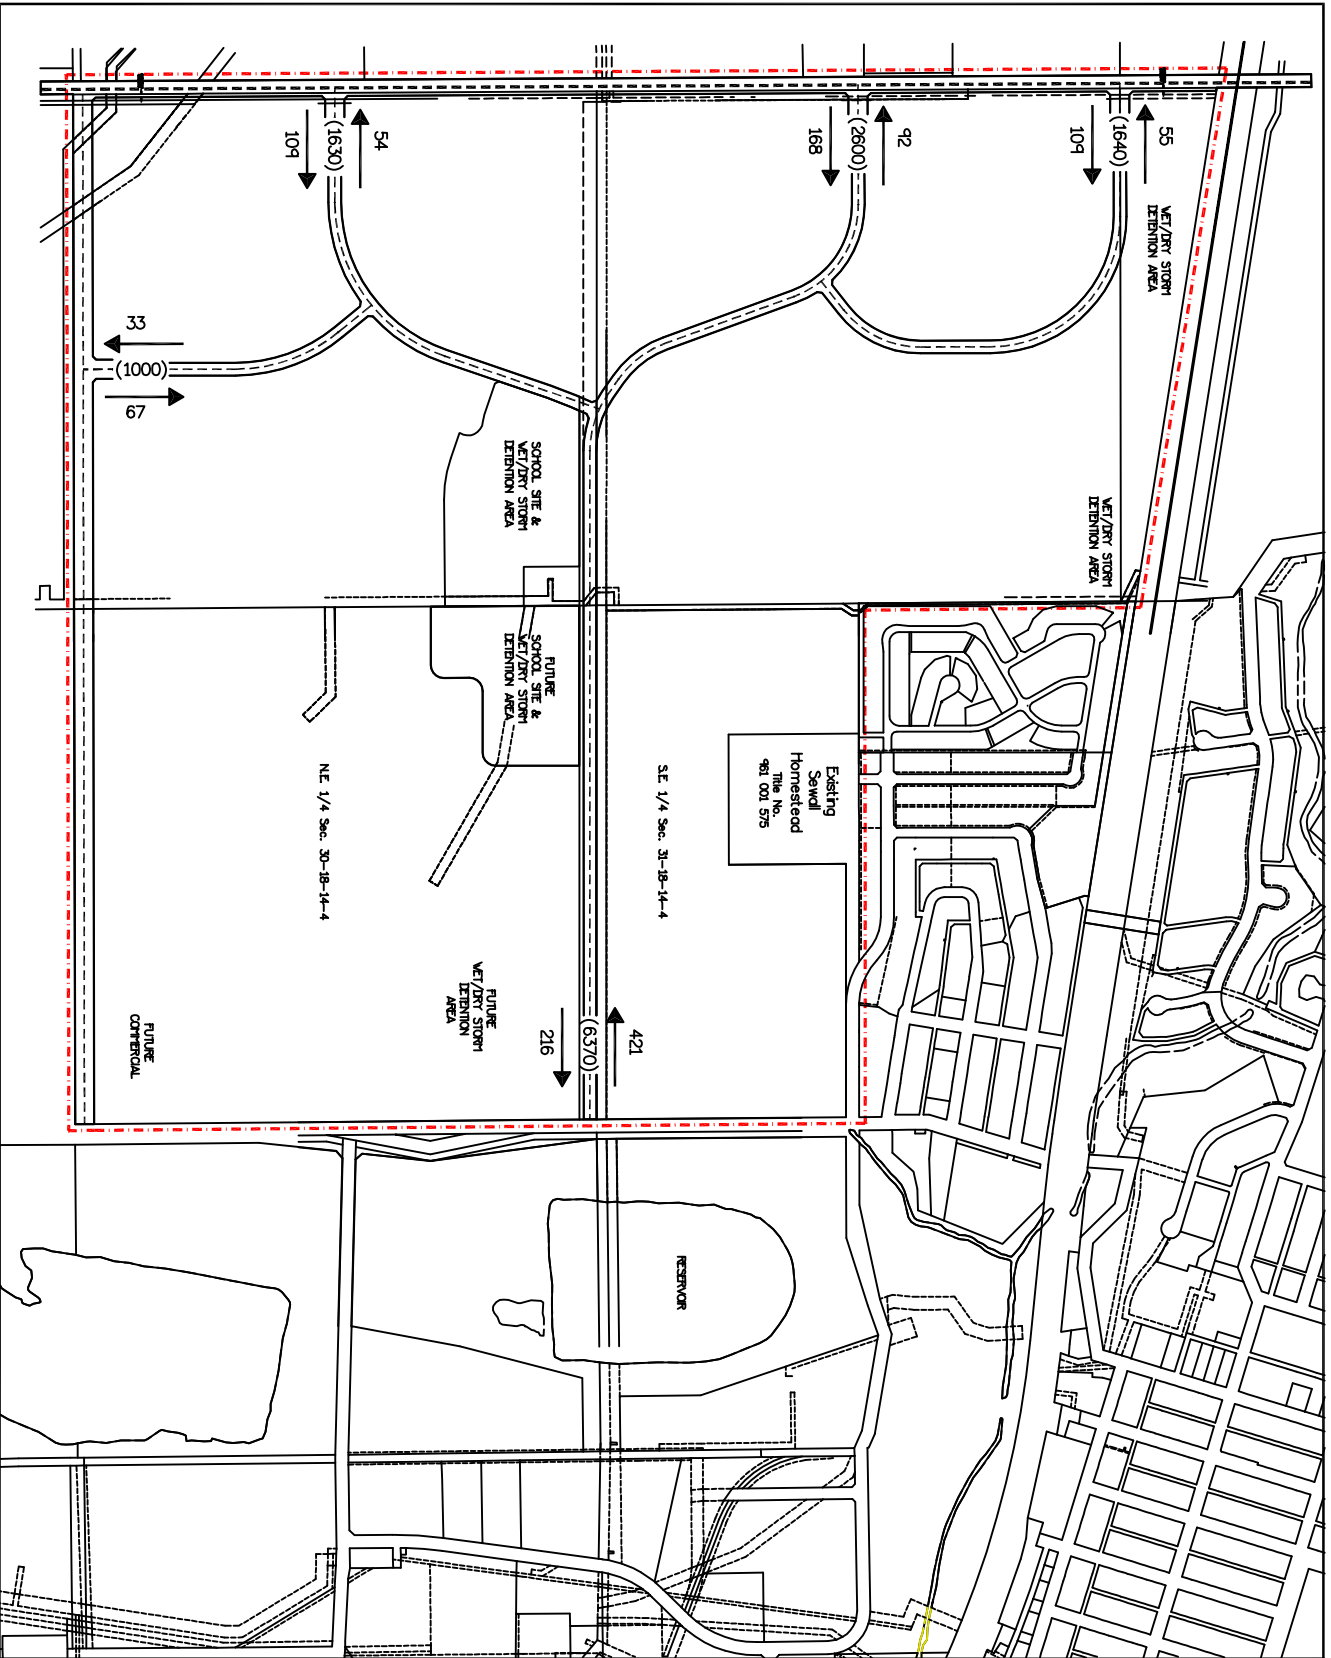 54
(1630)
109
92
(2600)
168
55
(1640)
109
WET/DRY STORM
DETENTION AREA
33
(1000)
67
SCHOOL SITE &
WET/DRY STORM
DETENTION AREA
WET/DRY STORM
DETENTION AREA
FUTURE
SCHOOL SITE &
WET/DRY STORM
DETENTION AREA
N.E. 1/4 Sec. 30-18-14-4
S.E. 1/4 Sec. 31-18-14-4
Existing
Sewall
Homestead
Title No.
961 001 575
FUTURE
WET/DRY STORM
DETENTION
AREA
421
(6370)
216
FUTURE
COMMERCIAL
RESERVOIR